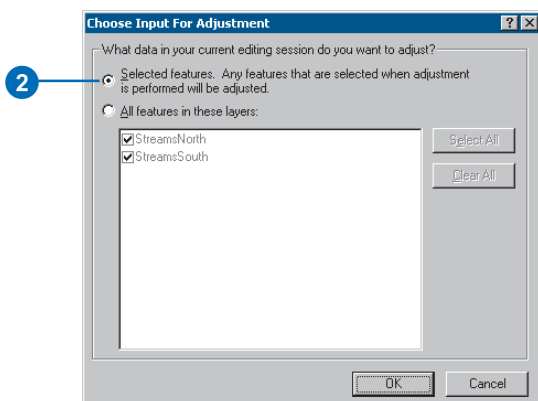 Choose Input For Adjustment
What data in your current editing session do you want to adjust?
2
Selected features. Any features that are selected when adjustment
is performed will be adjusted.
All features in these layers:
StreamsNorth
StreamsSouth
Select All
Clear All
OK
Cancel